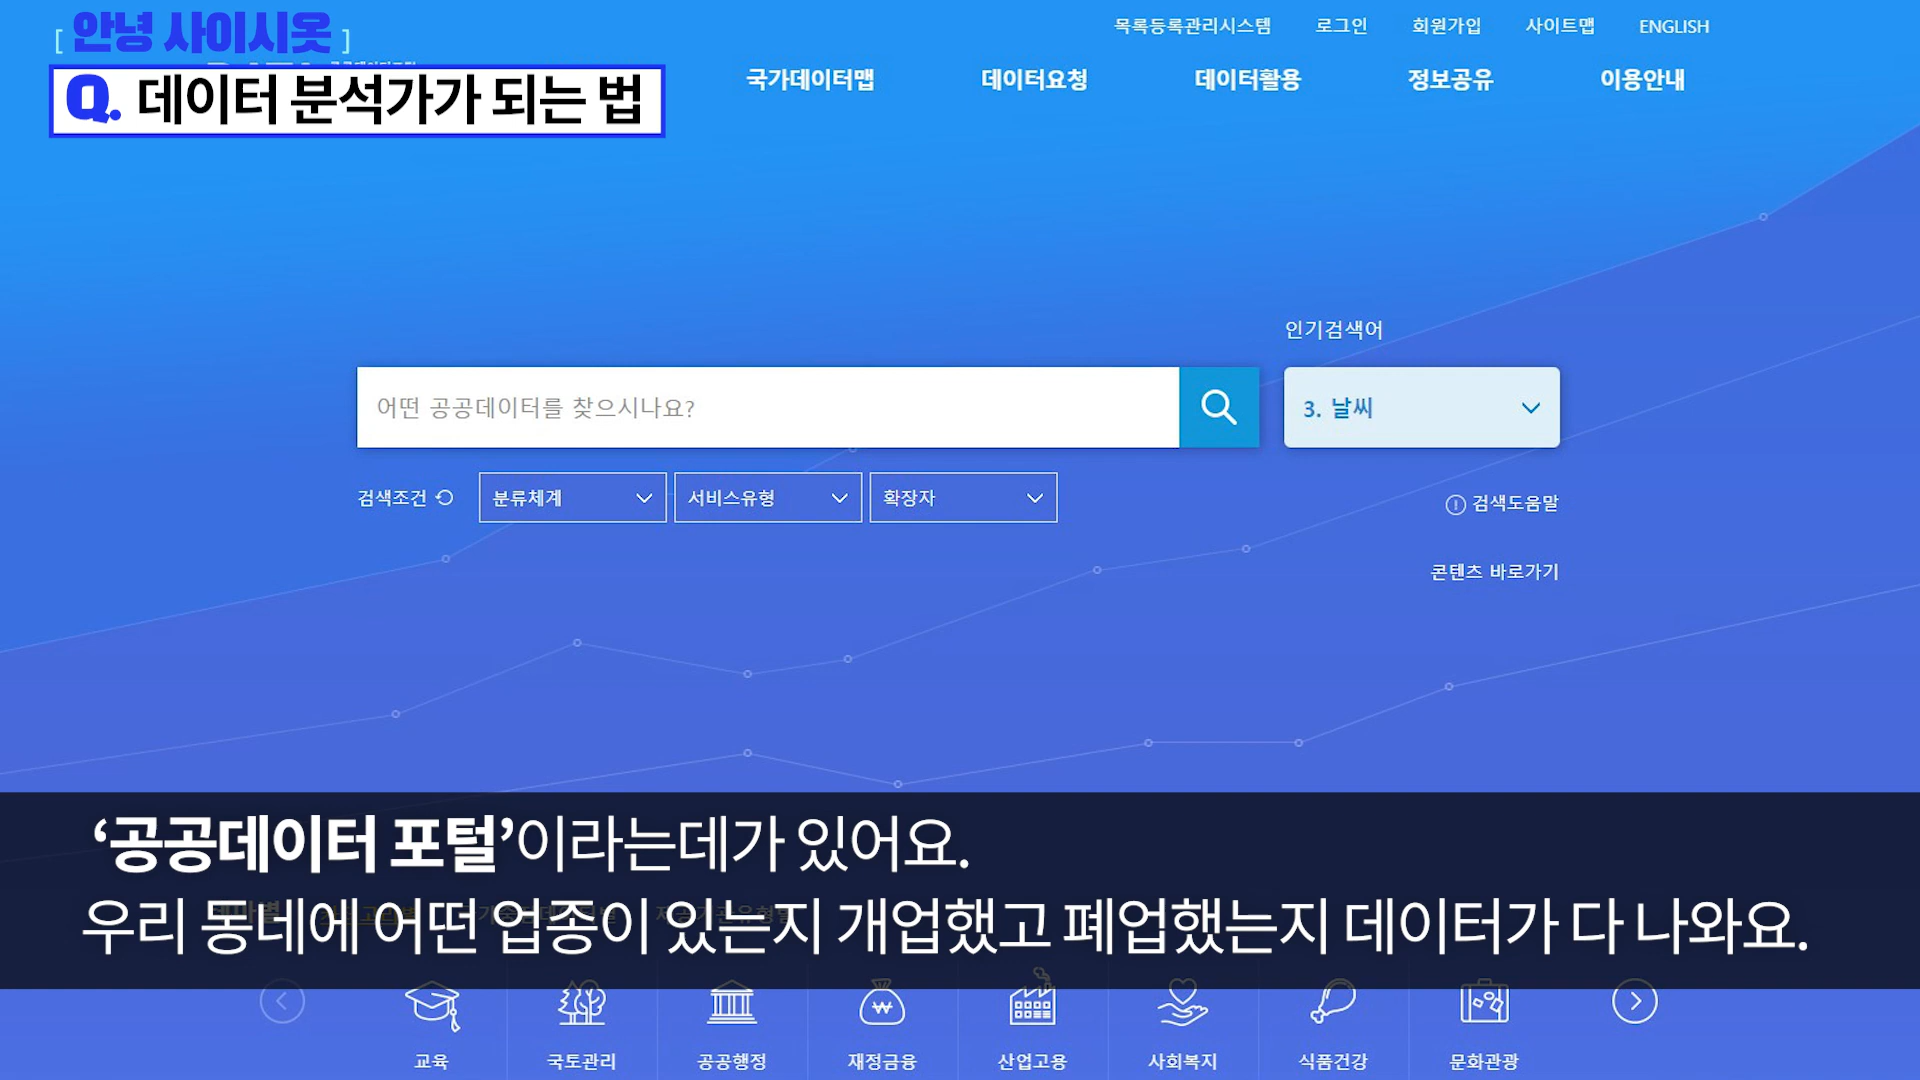 [ 안녕 사이시옷 ]
Q. 데이터 분석가가 되는 법
목록등록관리시스템 로그인 회원가입 사이트맵 ENGLISH
국가데이터맵 데이터요청 데이터활용 정보공유 이용안내
인기검색어
어떤 공공데이터를 찾으시나요?
3. 날씨
검색조건 분류체계 서비스유형 확장자
검색도움말
콘텐츠 바로가기
‘공공데이터 포털’이라는데가 있어요.
우리 동네에 어떤 업종이 있는지 개업했고 폐업했는지 데이터가 다 나와요.
교육 국토관리 공공행정 재정금융 산업고용 사회복지 식품건강 문화관광